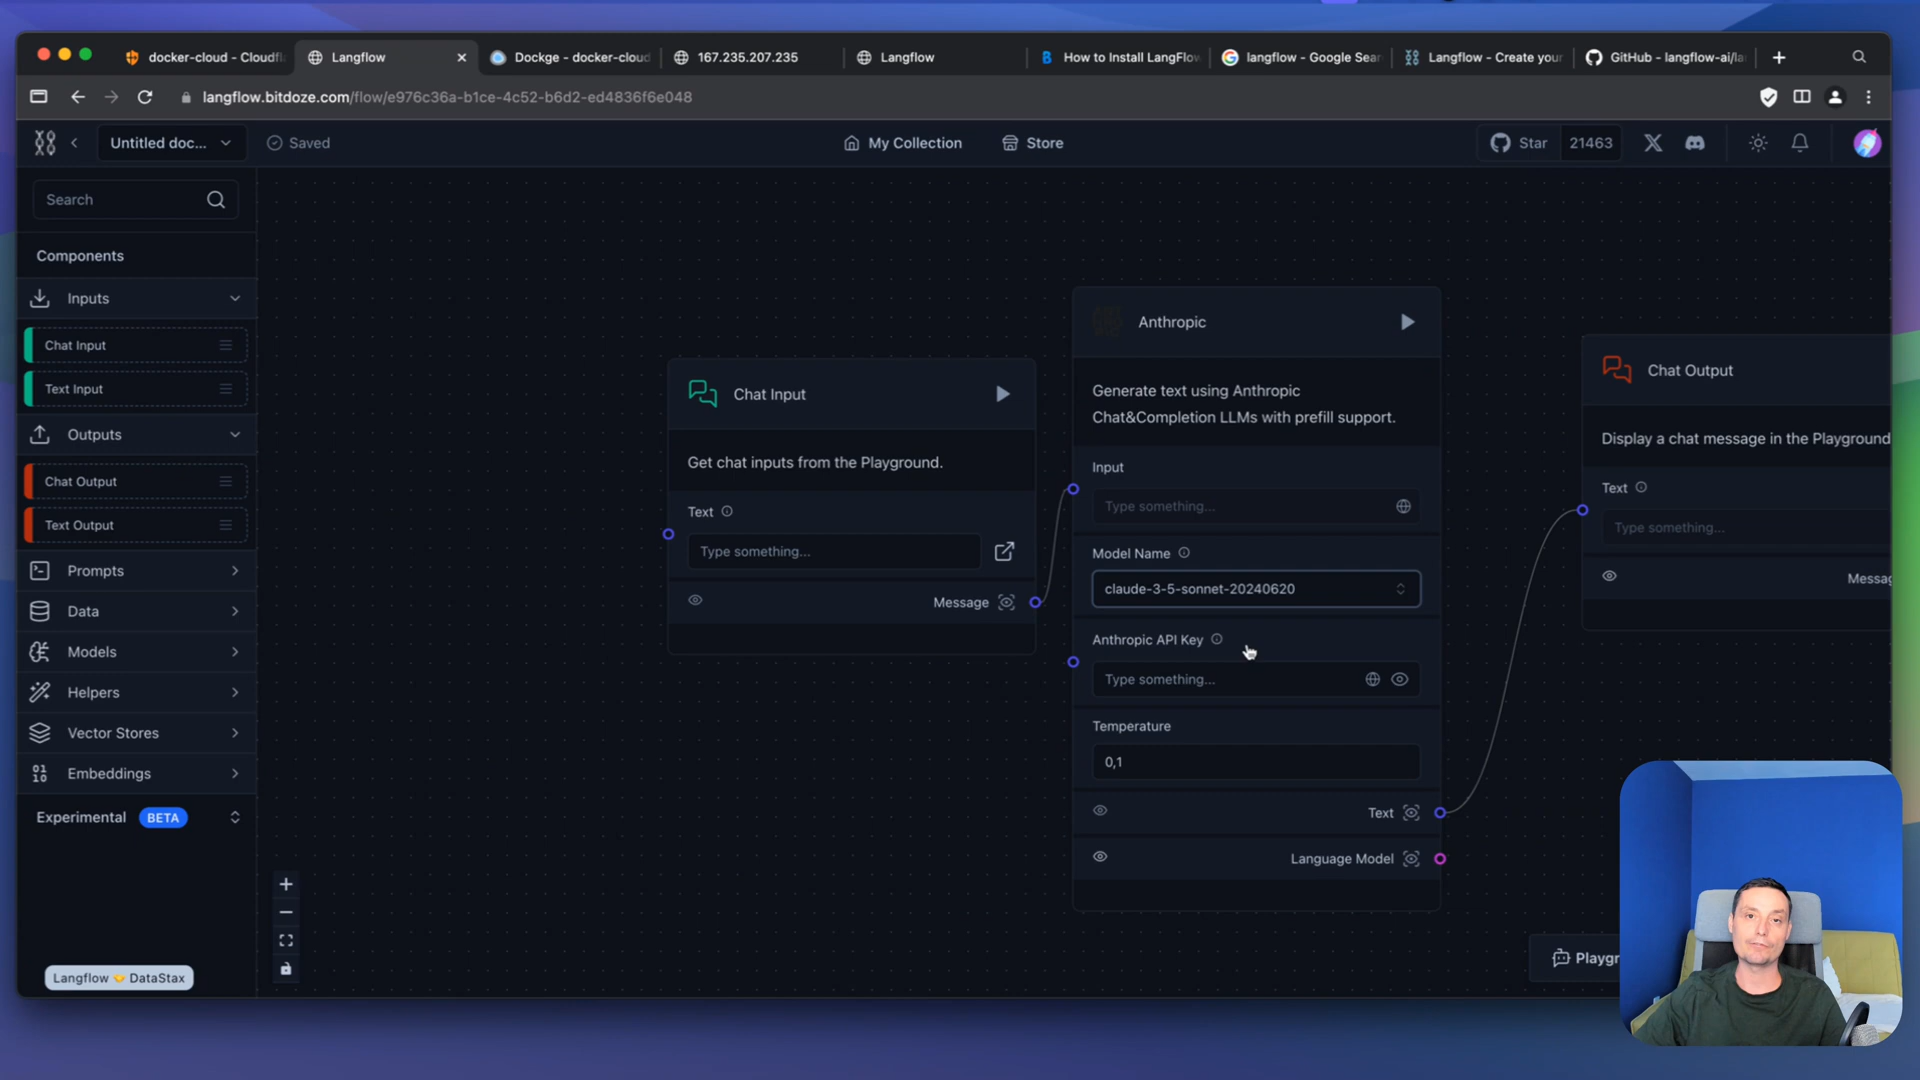 docker-cloud - Cloudfl
Langflow
Dockge - docker-cloud
167.235.207.235
Langflow
How to Install LangFlow
langflow - Google Sear
Langflow - Create your
GitHub - langflow-ai/la
langflow.bitdoze.com/flow/e976c36a-b1ce-4c52-b6d2-ed4836f6e048
Untitled doc...
Saved
My Collection
Store
Star
21463
Search
Components
Inputs
Chat Input
Text Input
Outputs
Chat Output
Text Output
Prompts
Data
Models
Helpers
Vector Stores
Embeddings
Experimental
BETA
Langflow 🤝 DataStax
Chat Input
Get chat inputs from the Playground.
Text
Type something...
Message
Anthropic
Generate text using Anthropic
Chat&Completion LLMs with prefill support.
Input
Type something...
Model Name
claude-3-5-sonnet-20240620
Anthropic API Key
Type something...
Temperature
0,1
Text
Language Model
Chat Output
Display a chat message in the Playground
Text
Type something...
Messag
Playgr